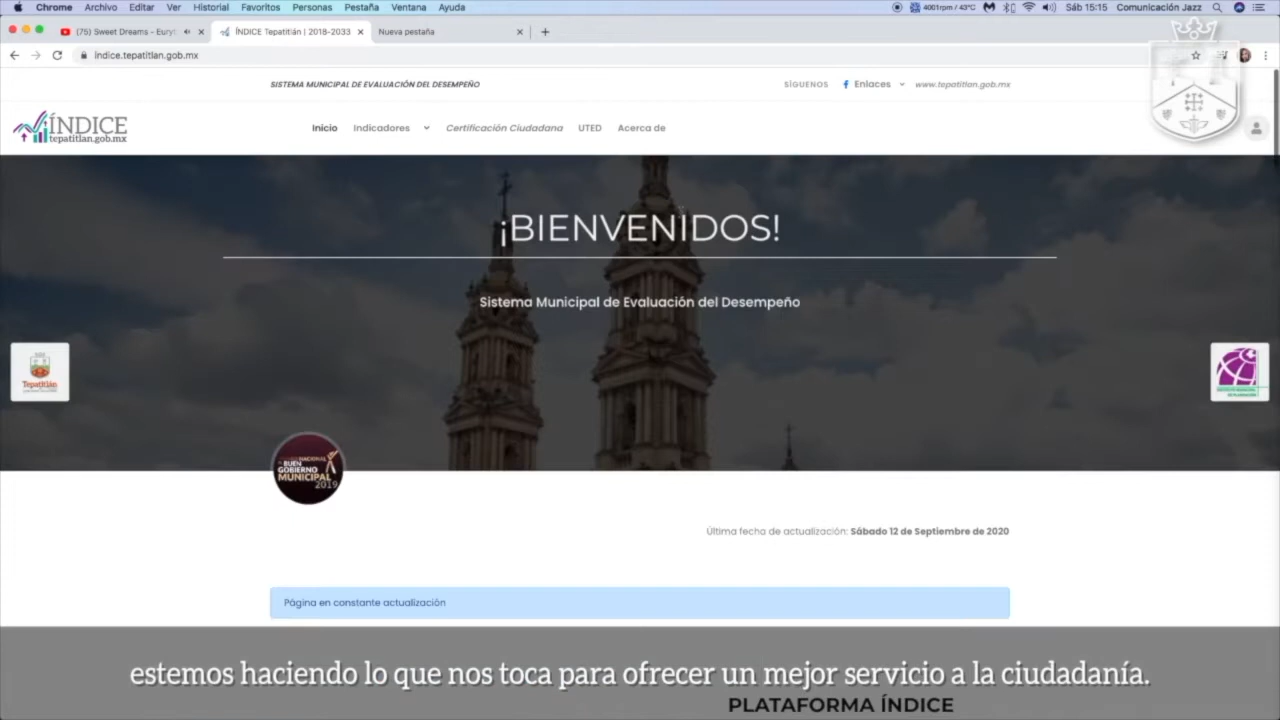 Chrome Archivo Editar Ver Historial Favoritos Personas Pestaña Ventana Ayuda 4001rpm / 43°C Sáb 15:15 Comunicación Jazz
(75) Sweet Dreams - Euryt ÍNDICE Tepatitlán | 2018-2033 Nueva pestaña
indice.tepatitlan.gob.mx
SISTEMA MUNICIPAL DE EVALUACIÓN DEL DESEMPEÑO SÍGUENOS Enlaces www.tepatitlan.gob.mx
ÍNDICE
tepatitlan.gob.mx
Inicio Indicadores Certificación Ciudadana UTED Acerca de
¡BIENVENIDOS!
Sistema Municipal de Evaluación del Desempeño
Tepatitlán
BUEN
GOBIERNO
MUNICIPAL
2019
Última fecha de actualización: Sábado 12 de Septiembre de 2020
Página en constante actualización
estemos haciendo lo que nos toca para ofrecer un mejor servicio a la ciudadanía.
PLATAFORMA ÍNDICE